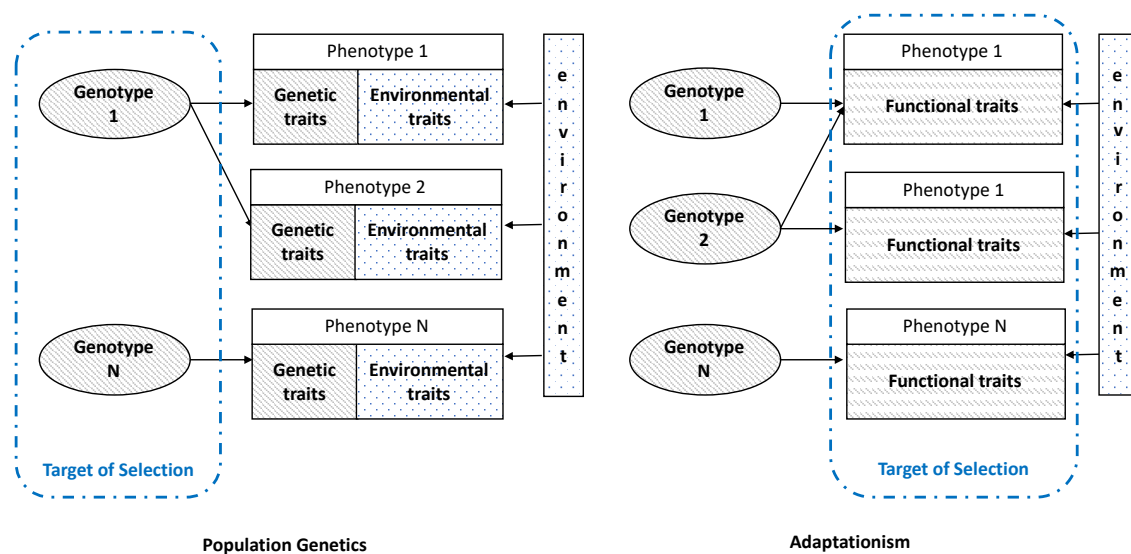 Phenotype 1
Genotype
1
Genetic
traits
Environmental
traits
Phenotype 2
Genetic
traits
Environmental
traits
Phenotype N
Genotype
N
Genetic
traits
Environmental
traits
environment
Target of Selection
Population Genetics
Phenotype 1
Genotype
1
Functional traits
Phenotype 1
Genotype
2
Functional traits
Phenotype N
Genotype
N
Functional traits
environment
Target of Selection
Adaptationism